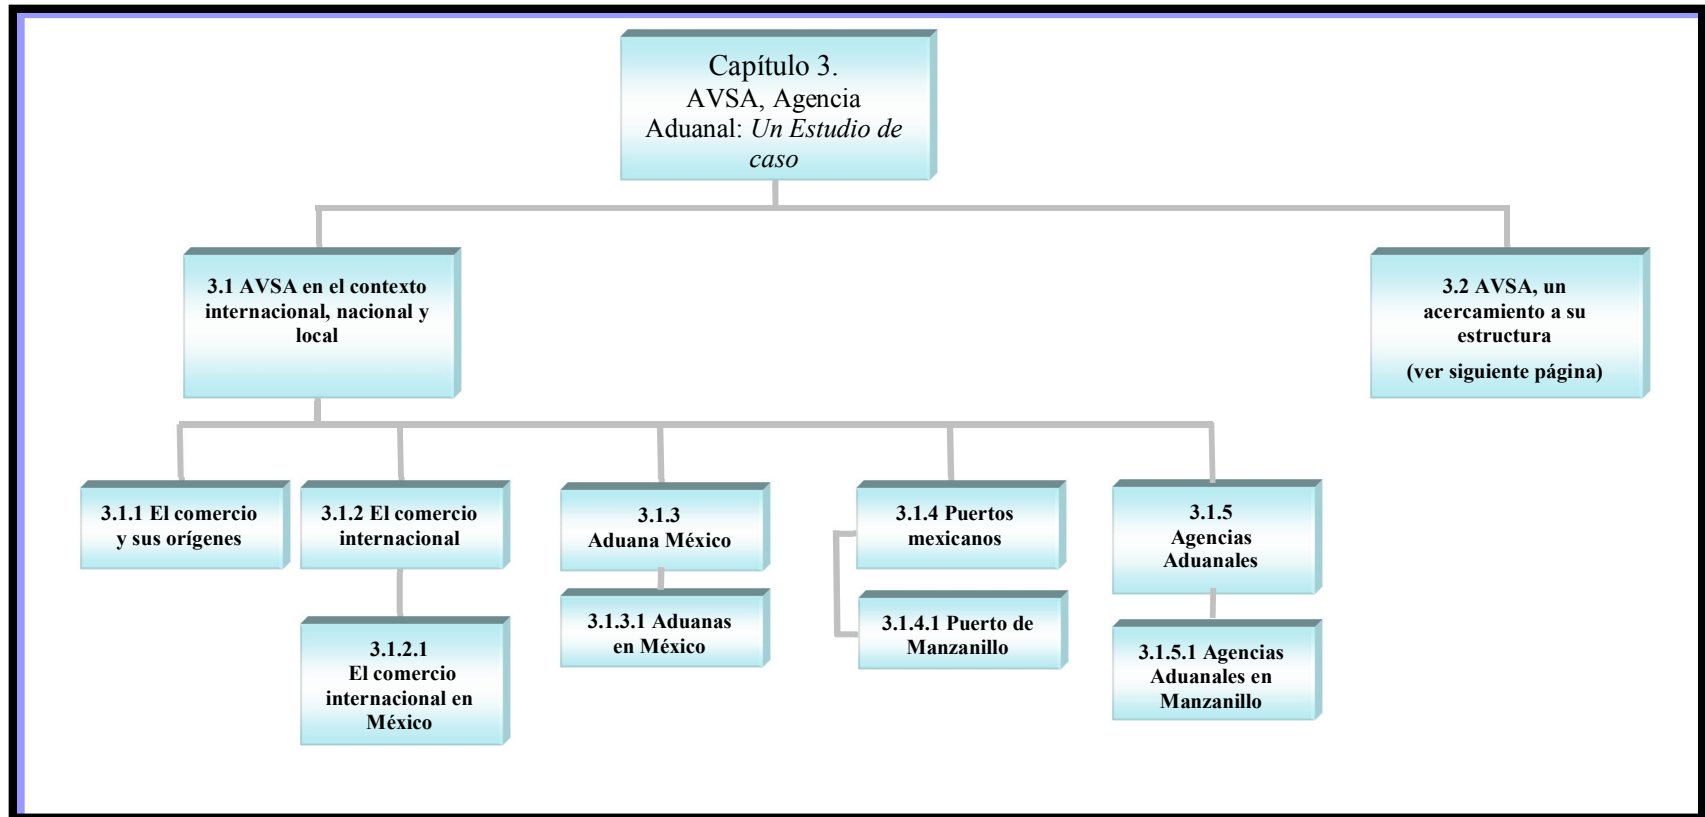 Capítulo 3.
AVSA, Agencia
Aduanal: Un Estudio de
caso
3.1 AVSA en el contexto
internacional, nacional y
local
3.2 AVSA, un
acercamiento a su
estructura
(ver siguiente página)
3.1.1 El comercio
y sus orígenes
3.1.2 El comercio
internacional
3.1.3
Aduana México
3.1.4 Puertos
mexicanos
3.1.5
Agencias
Aduanales
3.1.2.1
El comercio
internacional en
México
3.1.3.1 Aduanas
en México
3.1.4.1 Puerto de
Manzanillo
3.1.5.1 Agencias
Aduanales en
Manzanillo